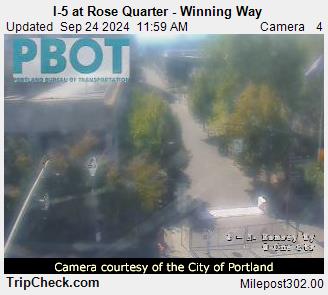 I-5 at Rose Quarter - Winning Way
Updated Sep 24 2024 11:59 AM Camera 4
PBOT
PORTLAND BUREAU OF TRANSPORTATION
Camera courtesy of the City of Portland
TripCheck.com Milepost302.00